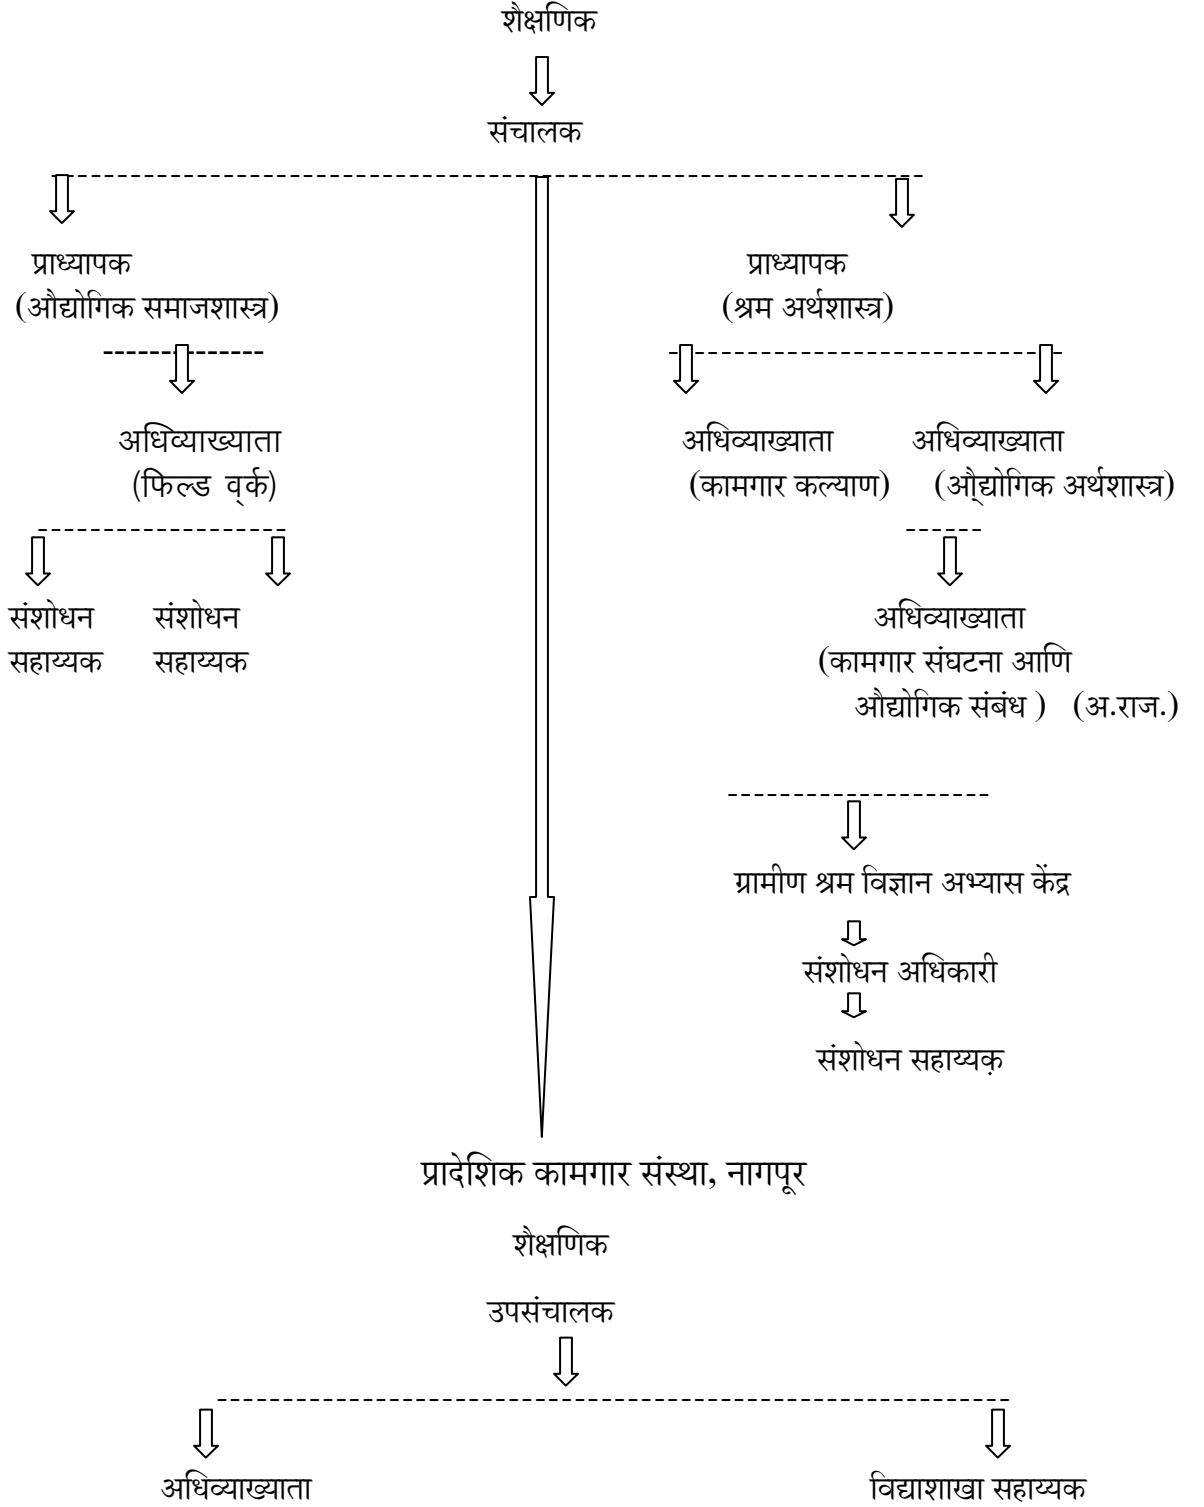 शैक्षणिक
संचालक
प्राध्यापक
(औद्योगिक समाजशास्त्र)
प्राध्यापक
(श्रम अर्थशास्त्र)
अधिव्याख्याता
(फिल्ड व्र्क)
अधिव्याख्याता
(कामगार कल्याण)
अधिव्याख्याता
(औ्द्योगिक अर्थशास्त्र)
संशोधन
सहाय्यक
संशोधन
सहाय्यक
अधिव्याख्याता
(कामगार संघटना आणि
औद्योगिक संबंध ) (अ.राज.)
ग्रामीण श्रम विज्ञान अभ्यास केंद्र
संशोधन अधिकारी
संशोधन सहाय्यक़
प्रादेशिक कामगार संस्था, नागपूर
शैक्षणिक
उपसंचालक
अधिव्याख्याता
विद्याशाखा सहाय्यक